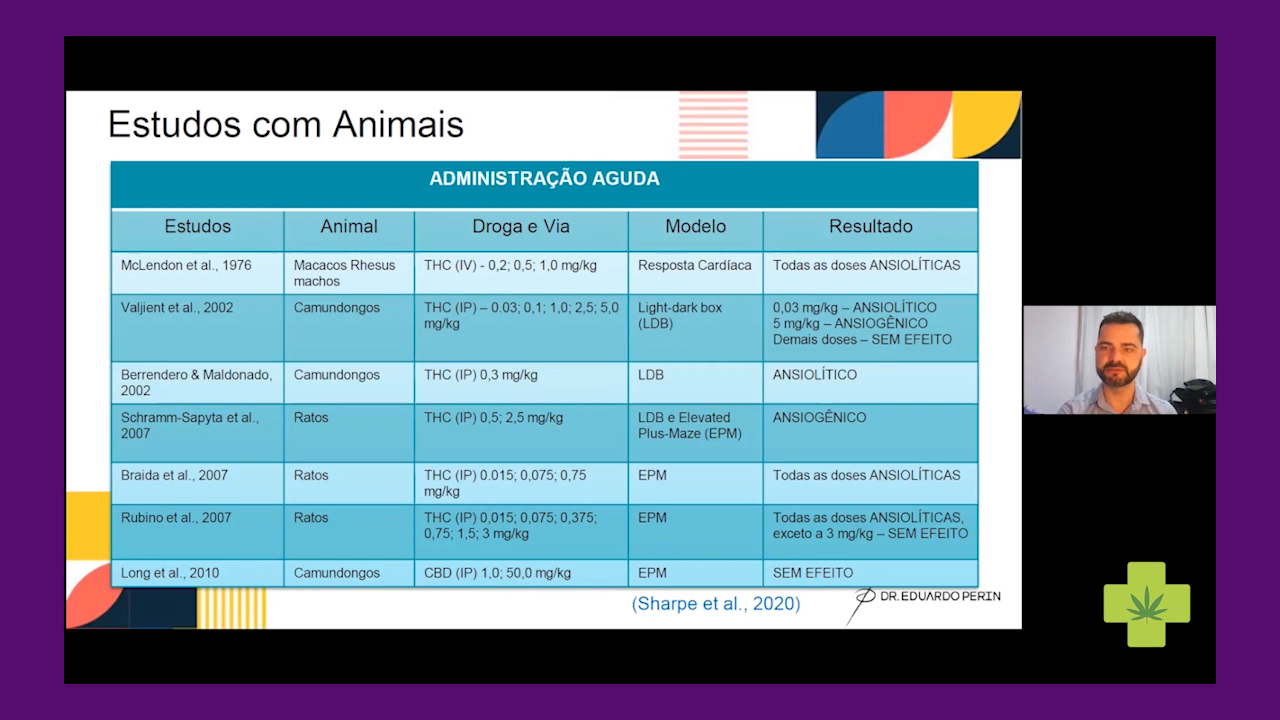 Estudos com Animais
ADMINISTRAÇÃO AGUDA
Estudos Animal Droga e Via Modelo Resultado
McLendon et al., 1976 Macacos Rhesus machos THC (IV) - 0,2; 0,5; 1,0 mg/kg Resposta Cardíaca Todas as doses ANSIOLÍTICAS
Valjient et al., 2002 Camundongos THC (IP) – 0.03; 0,1; 1,0; 2,5; 5,0 mg/kg Light-dark box (LDB) 0,03 mg/kg – ANSIOLÍTICO
5 mg/kg – ANSIOGÊNICO
Demais doses – SEM EFEITO
Berrendero & Maldonado, 2002 Camundongos THC (IP) 0,3 mg/kg LDB ANSIOLÍTICO
Schramm-Sapyta et al., 2007 Ratos THC (IP) 0,5; 2,5 mg/kg LDB e Elevated Plus-Maze (EPM) ANSIOGÊNICO
Braida et al., 2007 Ratos THC (IP) 0.015; 0,075; 0,75 mg/kg EPM Todas as doses ANSIOLÍTICAS
Rubino et al., 2007 Ratos THC (IP) 0,015; 0,075; 0,375; 0,75; 1,5; 3 mg/kg EPM Todas as doses ANSIOLÍTICAS, exceto a 3 mg/kg – SEM EFEITO
Long et al., 2010 Camundongos CBD (IP) 1,0; 50,0 mg/kg EPM SEM EFEITO
(Sharpe et al., 2020)
DR. EDUARDO PERIN